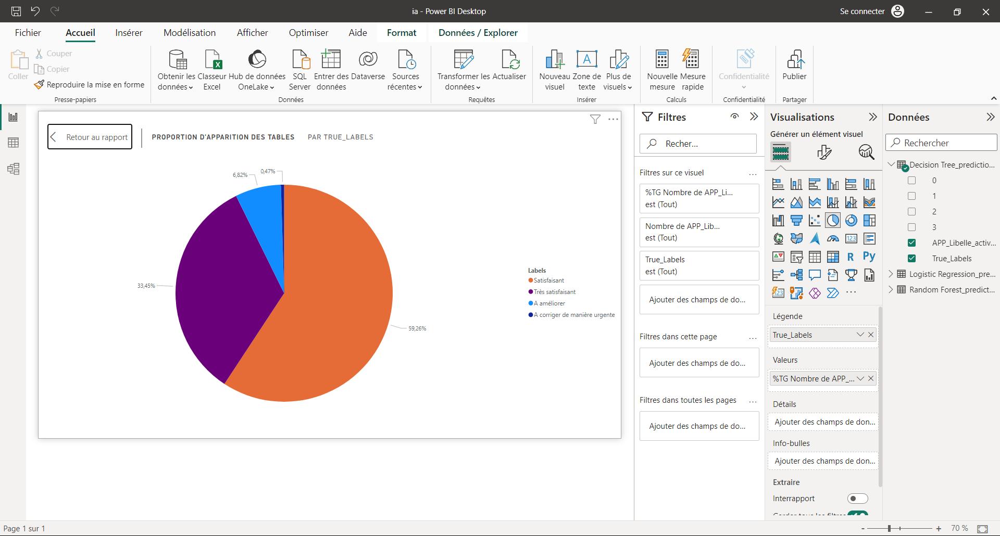 ia - Power BI Desktop
Se connecter
Fichier
Accueil
Insérer
Modélisation
Afficher
Optimiser
Aide
Format
Données / Explorer
Coller
Couper
Copier
Reproduire la mise en forme
Presse-papiers
Obtenir les
données
Classeur
Excel
Hub de données
OneLake
SQL
Server
Entrer des
données
Dataverse
Sources
récentes
Données
Transformer les
données
Actualiser
Requêtes
Nouveau
visuel
Zone de
texte
Plus de
visuels
Insérer
Nouvelle
mesure
Mesure
rapide
Calculs
Confidentialité
Confidentialité
Publier
Partager
Retour au rapport
PROPORTION D'APPARITION DES TABLES
PAR TRUE_LABELS
0,47%
6,82%
33,45%
59,26%
Labels
Satisfaisant
Très satisfaisant
A améliorer
A corriger de manière urgente
Filtres
Recher...
Filtres sur ce visuel
%TG Nombre de APP_Li...
est (Tout)
Nombre de APP_Lib...
est (Tout)
True_Labels
est (Tout)
Ajouter des champs de do...
Filtres dans cette page
Ajouter des champs de do...
Filtres dans toutes les pages
Ajouter des champs de do...
Visualisations
Générer un élément visuel
123
R
Py
123
Légende
True_Labels
Valeurs
%TG Nombre de APP_...
Détails
Ajouter des champs de don...
Info-bulles
Ajouter des champs de don...
Extraire
Interrapport
Garder tous les filtres
Données
Rechercher
Decision Tree_predictio...
0
1
2
3
APP_Libelle_activ...
True_Labels
Logistic Regression_pre...
Random Forest_predict...
Page 1 sur 1
70 %